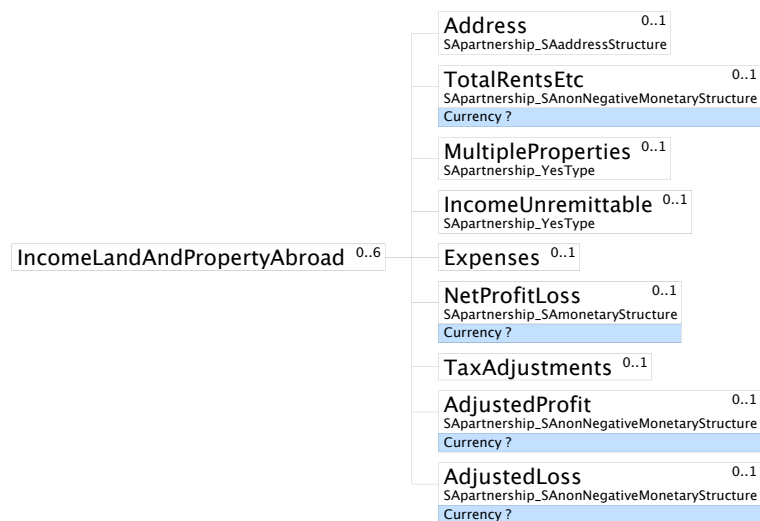 Address 0..1
SApartnership_SAaddressStructure
TotalRentsEtc 0..1
SApartnership_SAnonNegativeMonetaryStructure
Currency ?
MultipleProperties 0..1
SApartnership_YesType
IncomeUnremittable 0..1
SApartnership_YesType
IncomeLandAndPropertyAbroad 0..6
Expenses 0..1
NetProfitLoss 0..1
SApartnership_SAmonetaryStructure
Currency ?
TaxAdjustments 0..1
AdjustedProfit 0..1
SApartnership_SAnonNegativeMonetaryStructure
Currency ?
AdjustedLoss 0..1
SApartnership_SAnonNegativeMonetaryStructure
Currency ?